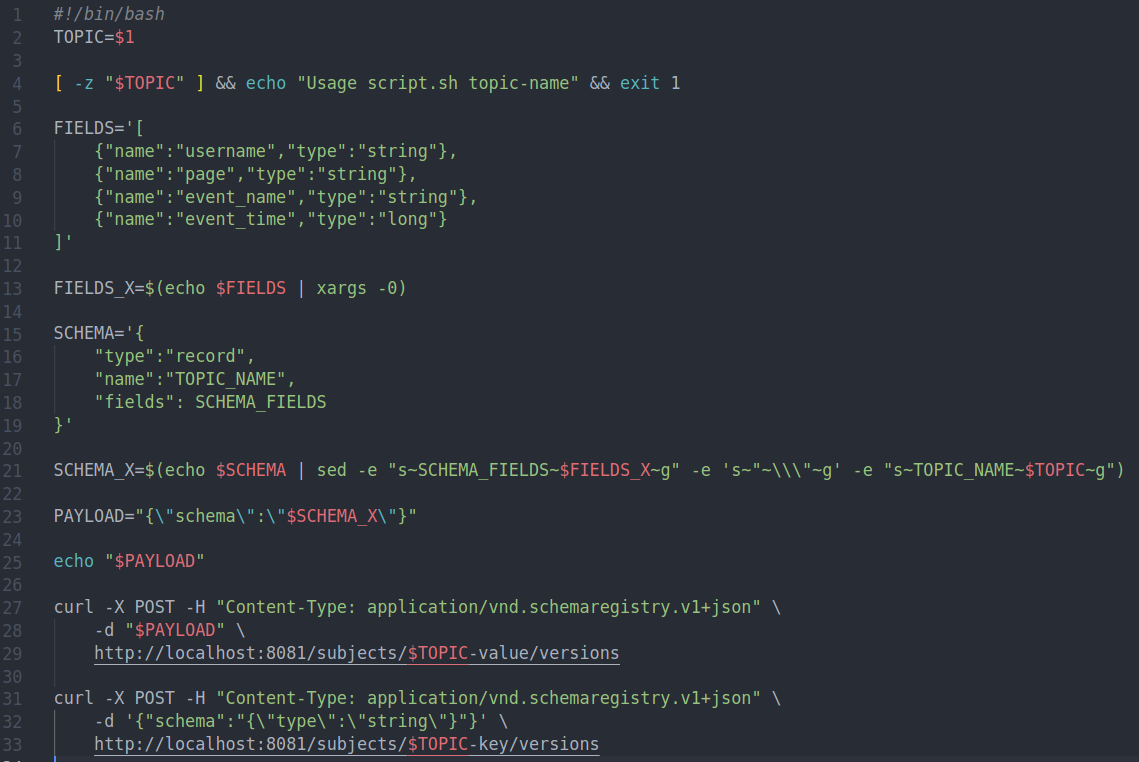 1 #!/bin/bash
2 TOPIC=$1
3
4 [ -z "$TOPIC" ] && echo "Usage script.sh topic-name" && exit 1
5
6 FIELDS='[
7     {"name":"username","type":"string"},
8     {"name":"page","type":"string"},
9     {"name":"event_name","type":"string"},
10     {"name":"event_time","type":"long"}
11 ]'
12
13 FIELDS_X=$(echo $FIELDS | xargs -0)
14
15 SCHEMA='{
16     "type":"record",
17     "name":"TOPIC_NAME",
18     "fields": SCHEMA_FIELDS
19 }'
20
21 SCHEMA_X=$(echo $SCHEMA | sed -e "s~SCHEMA_FIELDS~$FIELDS_X~g" -e 's~"~\\\"~g' -e "s~TOPIC_NAME~$TOPIC~g")
22
23 PAYLOAD="{\"schema\":\"$SCHEMA_X\"}"
24
25 echo "$PAYLOAD"
26
27 curl -X POST -H "Content-Type: application/vnd.schemaregistry.v1+json" \
28     -d "$PAYLOAD" \
29     http://localhost:8081/subjects/$TOPIC-value/versions
30
31 curl -X POST -H "Content-Type: application/vnd.schemaregistry.v1+json" \
32     -d '{"schema":"{\"type\":\"string\"}"}' \
33     http://localhost:8081/subjects/$TOPIC-key/versions